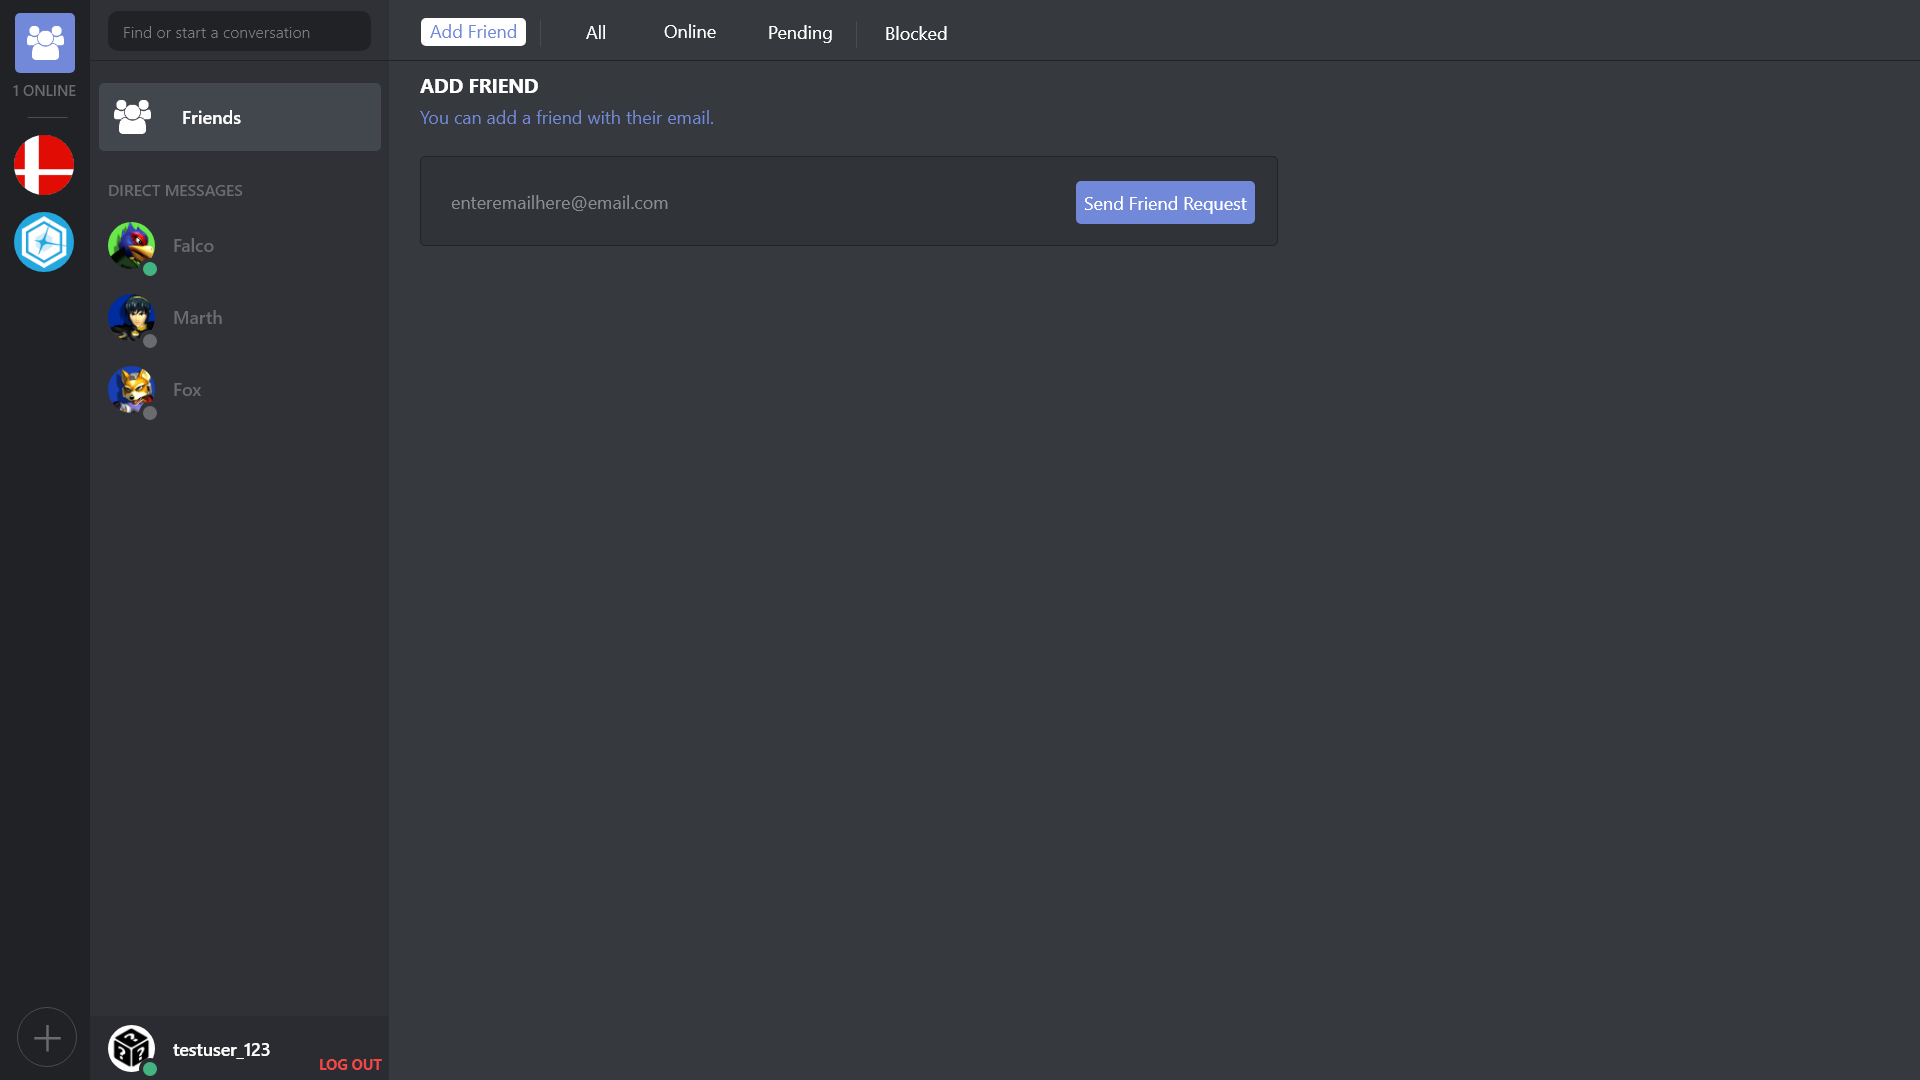 Find or start a conversation
Add Friend
All
Online
Pending
Blocked
1 ONLINE
Friends
DIRECT MESSAGES
Falco
Marth
Fox
ADD FRIEND
You can add a friend with their email.
enteremailhere@email.com
Send Friend Request
testuser_123
LOG OUT